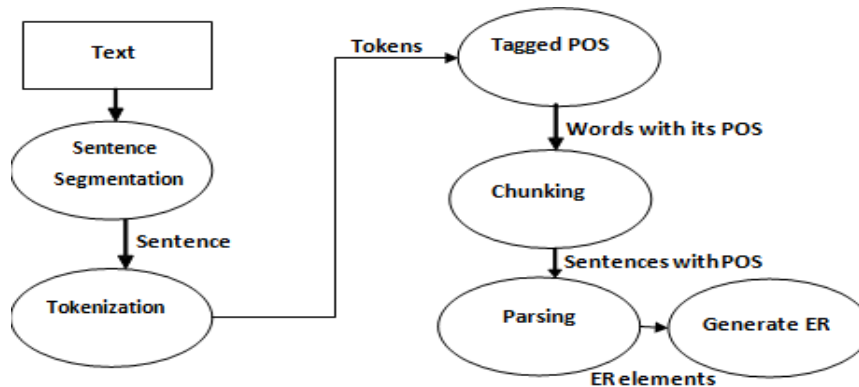 Text
Sentence
Segmentation
Sentence
Tokenization
Tokens
Tagged POS
Words with its POS
Chunking
Sentences with POS
Parsing
ER elements
Generate ER